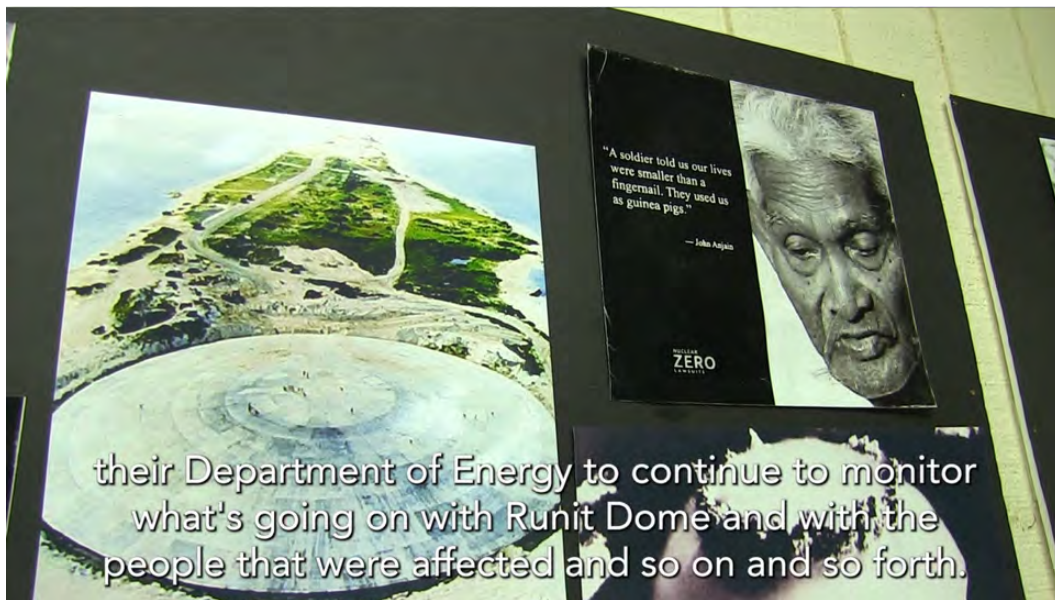 "A soldier told us our lives
were smaller than a
fingernail. They used us
as guinea pigs."
— John Anjain
NUCLEAR
ZERO
LAWSUITS
their Department of Energy to continue to monitor
what's going on with Runit Dome and with the
people that were affected and so on and so forth.